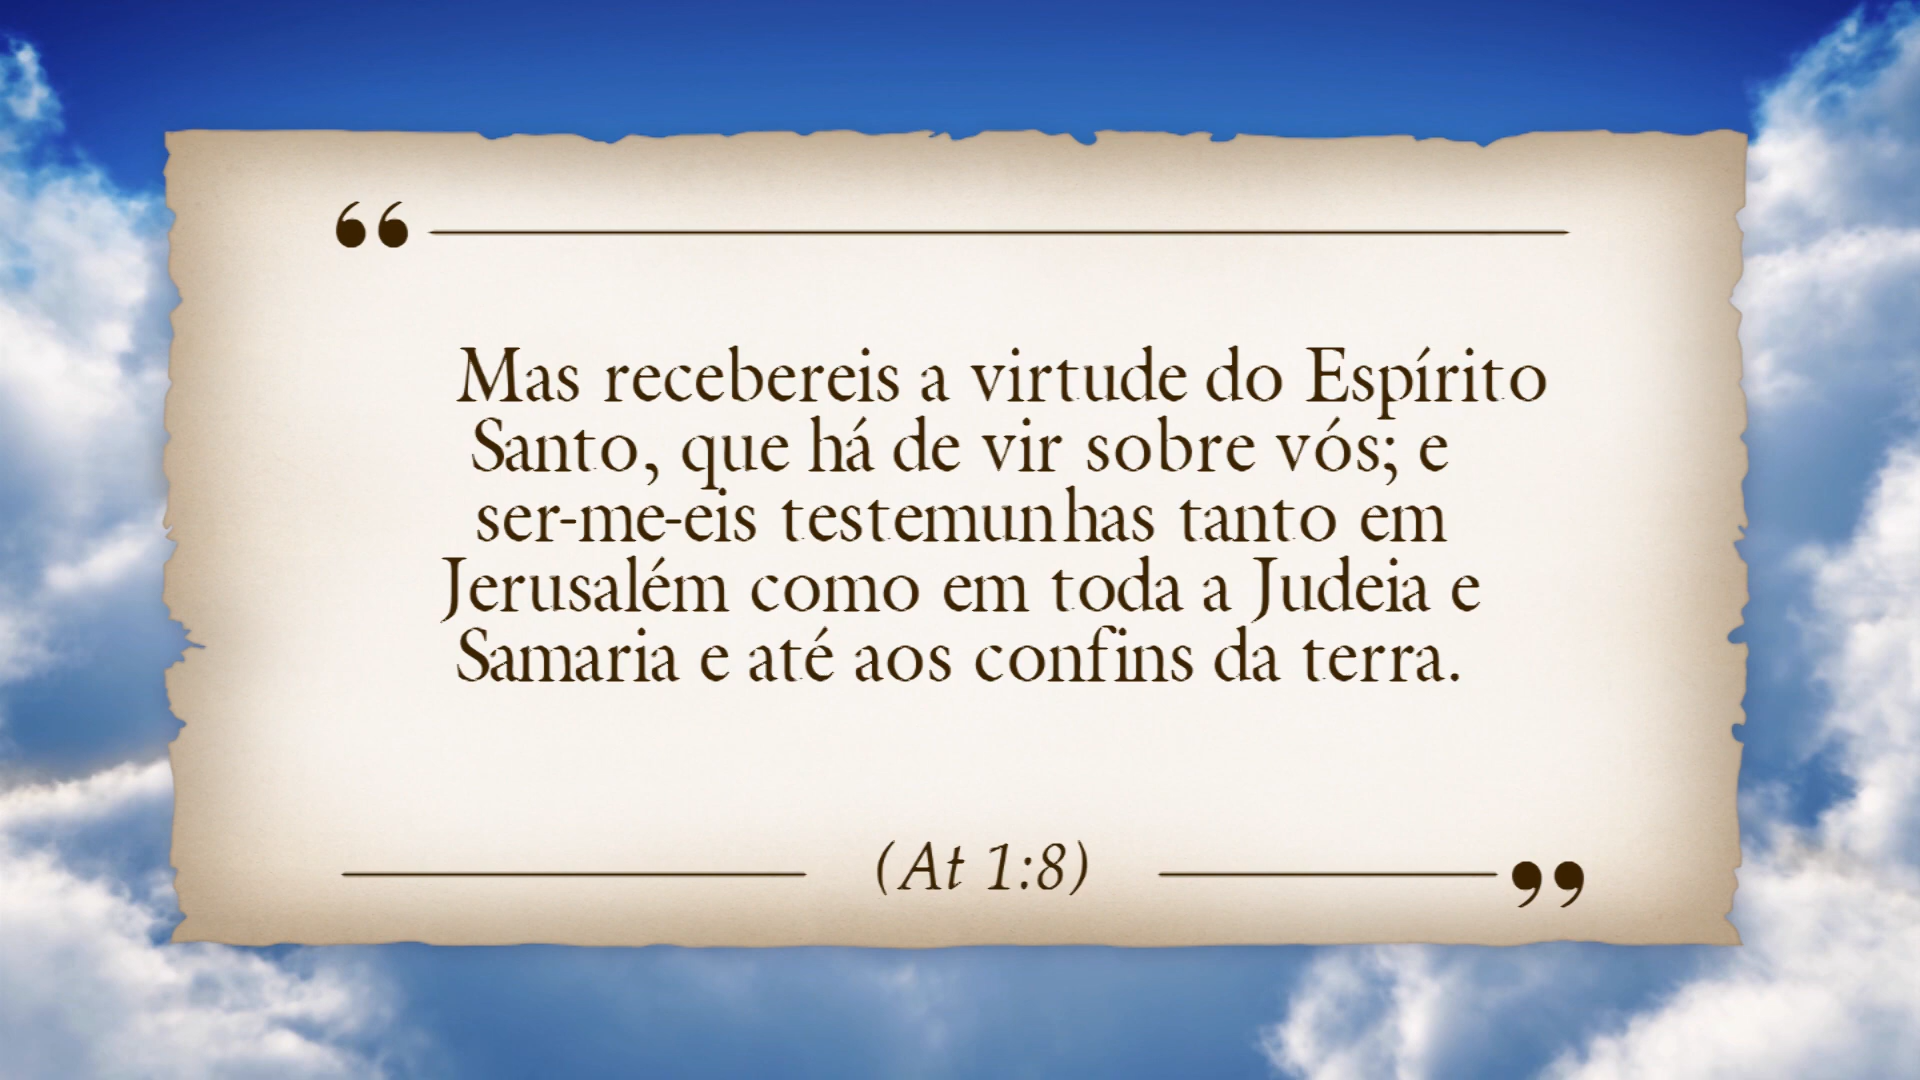 “
Mas recebereis a virtude do Espírito
Santo, que há de vir sobre vós; e
ser-me-eis testemunhas tanto em
Jerusalém como em toda a Judeia e
Samaria e até aos confins da terra.
(At 1:8)
”